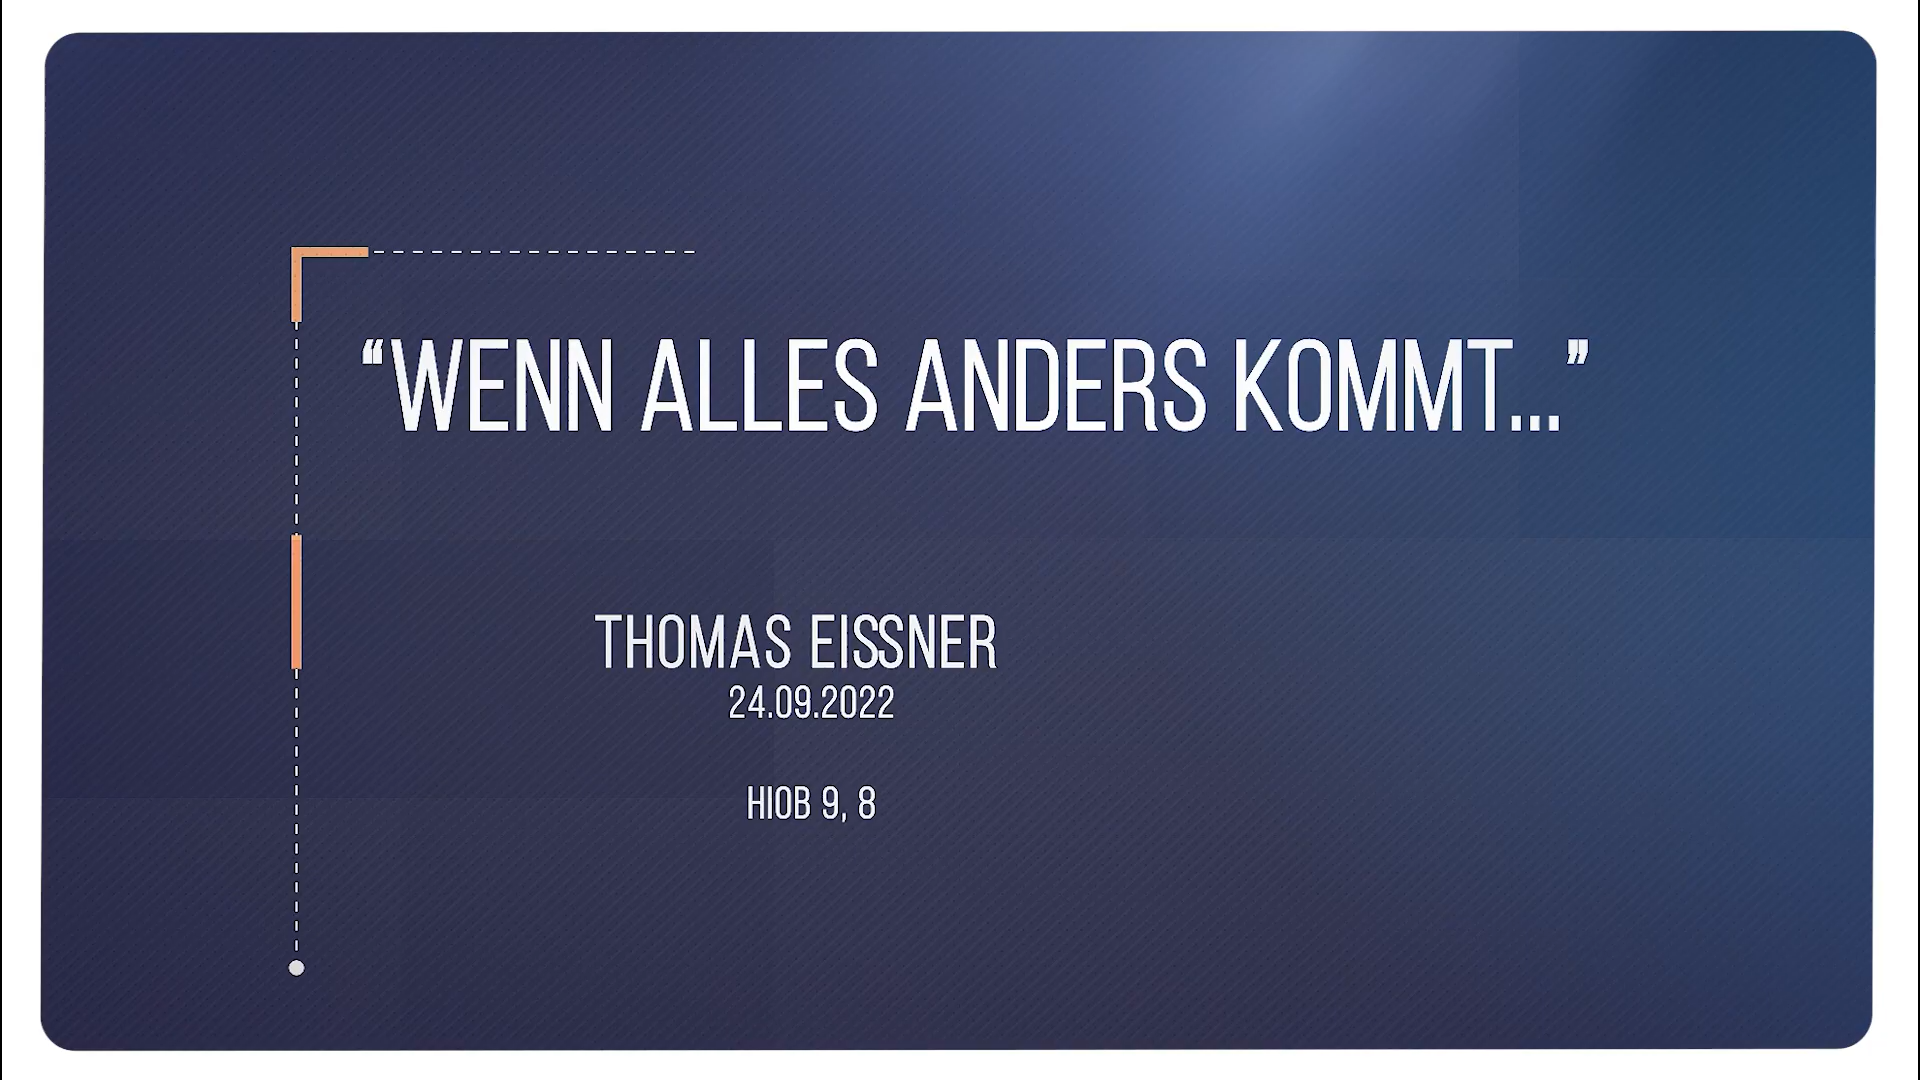 “WENN ALLES ANDERS KOMMT...”
THOMAS EISSNER
24.09.2022
HIOB 9, 8